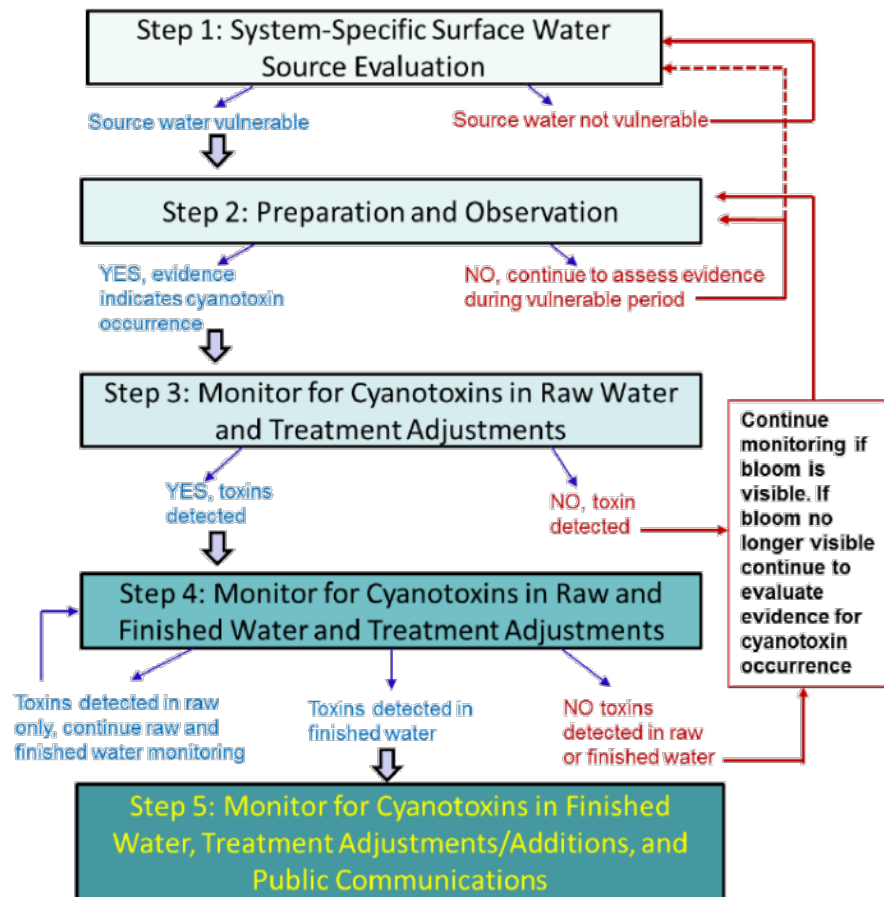 Step 1: System-Specific Surface Water
Source Evaluation
Source water vulnerable
Source water not vulnerable
Step 2: Preparation and Observation
YES, evidence
indicates cyanotoxin
occurrence
NO, continue to assess evidence
during vulnerable period
Step 3: Monitor for Cyanotoxins in Raw Water
and Treatment Adjustments
YES, toxins
detected
NO, toxin
detected
Continue
monitoring if
bloom is
visible. If
bloom no
longer visible
continue to
evaluate
evidence for
cyanotoxin
occurrence
Step 4: Monitor for Cyanotoxins in Raw and
Finished Water and Treatment Adjustments
Toxins detected in raw
only, continue raw and
finished water monitoring
Toxins detected in
finished water
NO toxins
detected in raw
or finished water
Step 5: Monitor for Cyanotoxins in Finished
Water, Treatment Adjustments/Additions, and
Public Communications